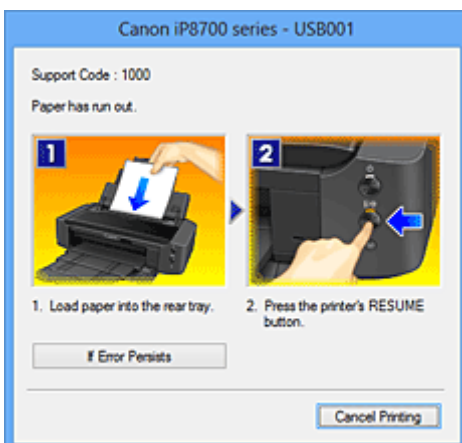 Canon iP8700 series - USB001
Support Code : 1000
Paper has run out.
1
2
1. Load paper into the rear tray.
2. Press the printer's RESUME
button.
If Error Persists
Cancel Printing